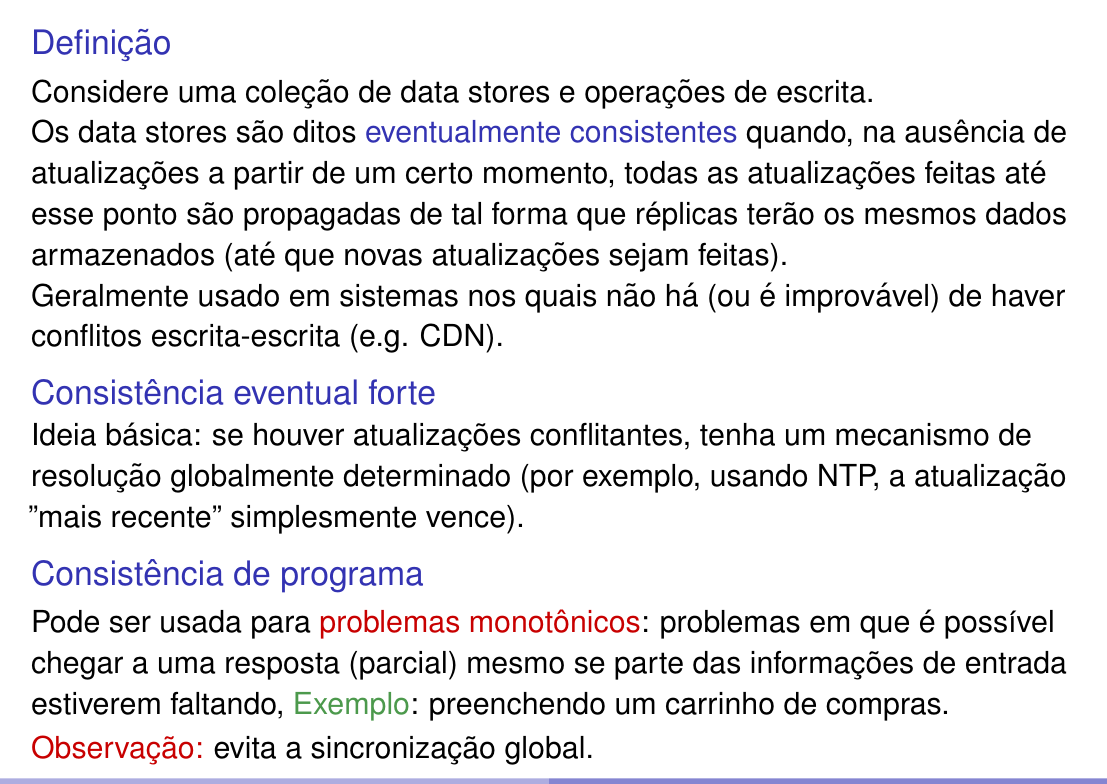 Definição
Considere uma coleção de data stores e operações de escrita.
Os data stores são ditos eventualmente consistentes quando, na ausência de
atualizações a partir de um certo momento, todas as atualizações feitas até
esse ponto são propagadas de tal forma que réplicas terão os mesmos dados
armazenados (até que novas atualizações sejam feitas).
Geralmente usado em sistemas nos quais não há (ou é improvável) de haver
conflitos escrita-escrita (e.g. CDN).
Consistência eventual forte
Ideia básica: se houver atualizações conflitantes, tenha um mecanismo de
resolução globalmente determinado (por exemplo, usando NTP, a atualização
”mais recente” simplesmente vence).
Consistência de programa
Pode ser usada para problemas monotônicos: problemas em que é possível
chegar a uma resposta (parcial) mesmo se parte das informações de entrada
estiverem faltando, Exemplo: preenchendo um carrinho de compras.
Observação: evita a sincronização global.